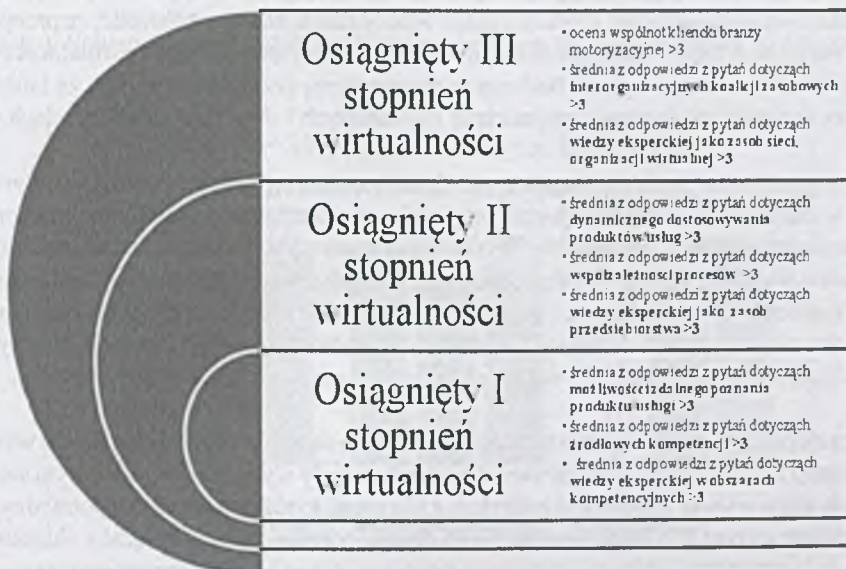 Osiągnięty III
stopnień
wirtualności
• ocena wspólnot klienckich branży
motoryzacyjnej >3
• średnia z odpowiedzi z pytań dotyczących
interorganizacyjnych koalicji zasobowych
>3
• średnia z odpowiedzi z pytań dotyczących
wiedzy eksperckiej jako zasób sieci,
organizacji wirtualnej >3
Osiągnięty II
stopnień
wirtualności
• średnia z odpowiedzi z pytań dotyczących
dynamicznego dostosowywania
produktów/usług >3
• średnia z odpowiedzi z pytań dotyczących
współzależności procesów >3
• średnia z odpowiedzi z pytań dotyczących
wiedzy eksperckiej jako zasób
przedsiębiorstwa >3
Osiągnięty I
stopnień
wirtualności
• średnia z odpowiedzi z pytań dotyczących
możliwości zdalnego poznania
produktu/usługi >3
• średnia z odpowiedzi z pytań dotyczących
źródłowych kompetencji >3
• średnia z odpowiedzi z pytań dotyczących
wiedzy eksperckiej w obszarach
kompetencyjnych >3